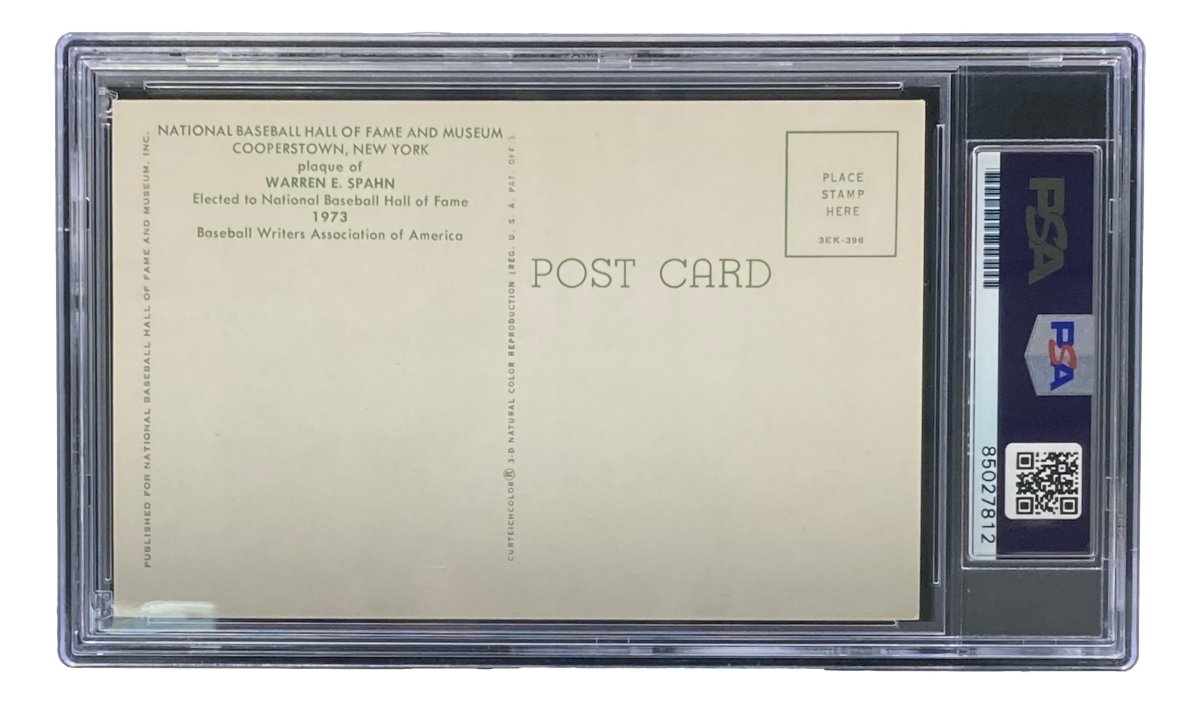 NATIONAL BASEBALL HALL OF FAME AND MUSEUM
COOPERSTOWN, NEW YORK
plaque of
WARREN E. SPAHN
Elected to National Baseball Hall of Fame
1973
Baseball Writers Association of America
PUBLISHED FOR NATIONAL BASEBALL HALL OF FAME AND MUSEUM, INC.
CURTEICHCOLOR® 3-D NATURAL COLOR REPRODUCTION (REG. U. S. A. PAT. OFF.)
POST CARD
PLACE
STAMP
HERE
3EK-396
PSA
PSA
85027812